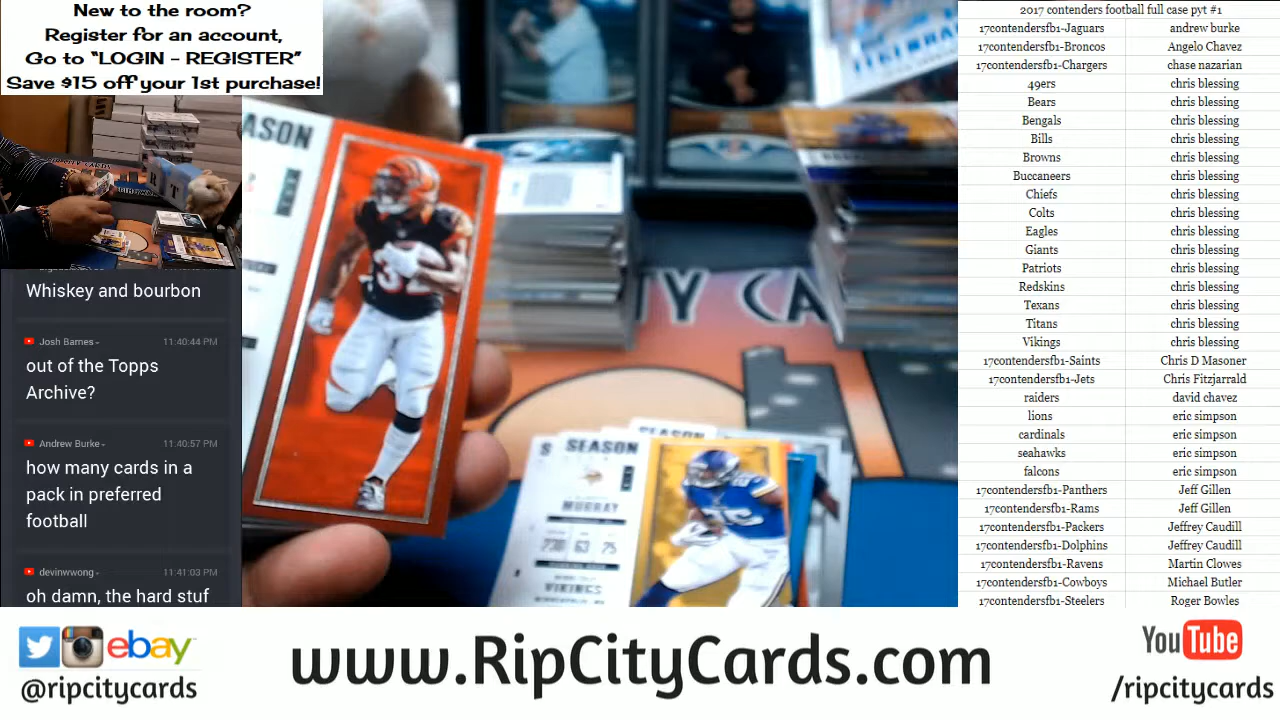 New to the room?
Register for an account,
Go to "LOGIN - REGISTER"
Save $15 off your 1st purchase!
Whiskey and bourbon
Josh Barnes 11:40:44 PM
out of the Topps
Archive?
Andrew Burke 11:40:57 PM
how many cards in a
pack in preferred
football
devinwwong 11:41:03 PM
oh damn, the hard stuf
ASON
32
Y CA
SEASON
S SEASON
MURRAY
230 63 75
VIKINGS
25
2017 contenders football full case pyt #1
17contendersfb1-Jaguars andrew burke
17contendersfb1-Broncos Angelo Chavez
17contendersfb1-Chargers chase nazarian
49ers chris blessing
Bears chris blessing
Bengals chris blessing
Bills chris blessing
Browns chris blessing
Buccaneers chris blessing
Chiefs chris blessing
Colts chris blessing
Eagles chris blessing
Giants chris blessing
Patriots chris blessing
Redskins chris blessing
Texans chris blessing
Titans chris blessing
Vikings chris blessing
17contendersfb1-Saints Chris D Masoner
17contendersfb1-Jets Chris Fitzjarrald
raiders david chavez
lions eric simpson
cardinals eric simpson
seahawks eric simpson
falcons eric simpson
17contendersfb1-Panthers Jeff Gillen
17contendersfb1-Rams Jeff Gillen
17contendersfb1-Packers Jeffrey Caudill
17contendersfb1-Dolphins Jeffrey Caudill
17contendersfb1-Ravens Martin Clowes
17contendersfb1-Cowboys Michael Butler
17contendersfb1-Steelers Roger Bowles
ebay
@ripcitycards
www.RipCityCards.com
YouTube
/ripcitycards